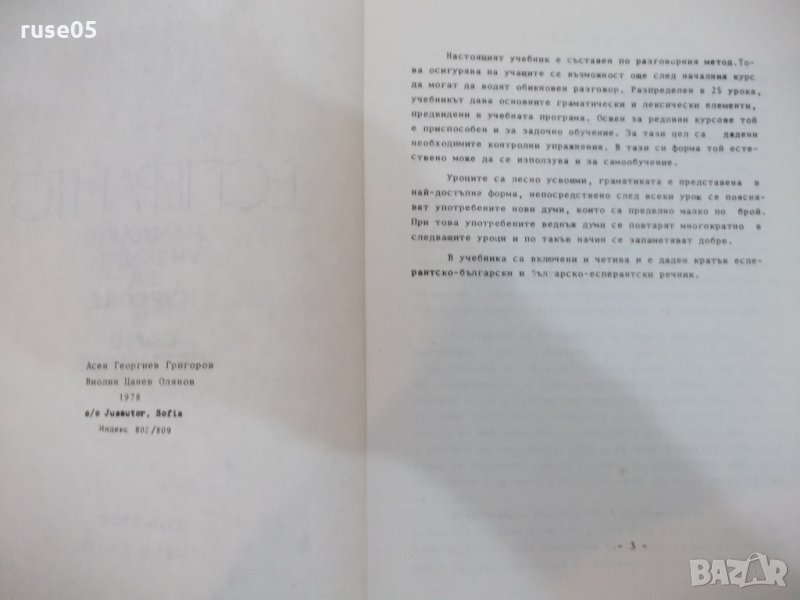 ruse05
Асен Георгиев Григоров
Виолин Цанев Олянов
1978
c/o Jusautor, Sofia
Индекс 802/809
Настоящият учебник е съставен по разговорния метод.То-
ва осигурява на учащите се възможност още след началния курс
да могат да водят обикновен разговор. Разпределен в 25 урока,
учебникът дава основните граматически и лексически елементи,
предвидени в учебната програма. Освен за редовни курсове той
е приспособен и за задочно обучение. За тази цел са дадени
необходимите контролни упражнения. В тази си форма той есте-
ствено може да се използува и за самообучение.
Уроците са лесно усвоими, граматиката е представена в
най-достъпна форма, непосредствено след всеки урок се поясня-
ват употребените нови думи, които са пределно малко по брой.
При това употребените веднъж думи се повтарят многократно в
следващите уроци и по такъв начин се запаметяват добре.
В учебника са включени и четива и е даден кратък еспе-
рантско-български и българско-есперантски речник.
- 3 -
BAZAR